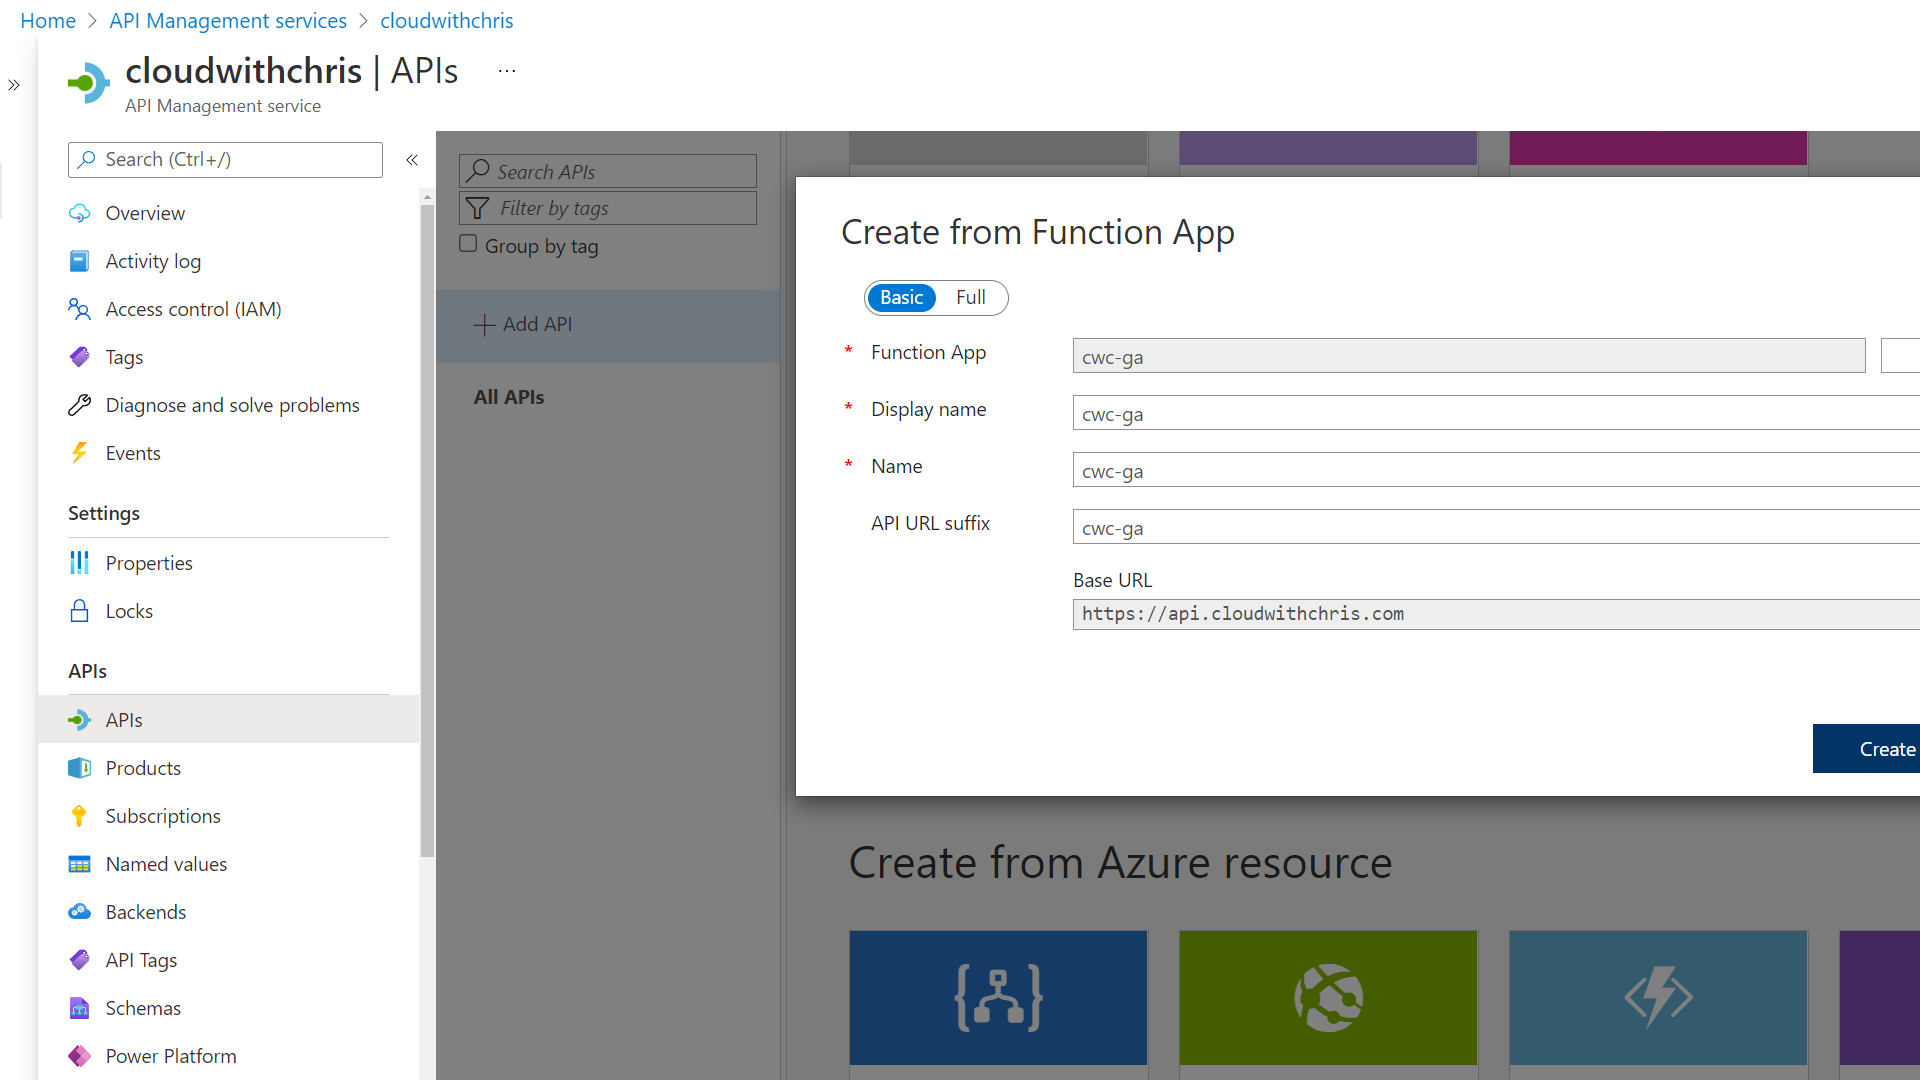 Home > API Management services > cloudwithchris
cloudwithchris | APIs ...
API Management service
Search (Ctrl+/)
Overview
Activity log
Access control (IAM)
Tags
Diagnose and solve problems
Events
Settings
Properties
Locks
APIs
APIs
Products
Subscriptions
Named values
Backends
API Tags
Schemas
Power Platform
Search APIs
Filter by tags
Group by tag
+ Add API
All APIs
Create from Function App
Basic Full
* Function App cwc-ga
* Display name cwc-ga
* Name cwc-ga
API URL suffix cwc-ga
Base URL
https://api.cloudwithchris.com
Create
Create from Azure resource